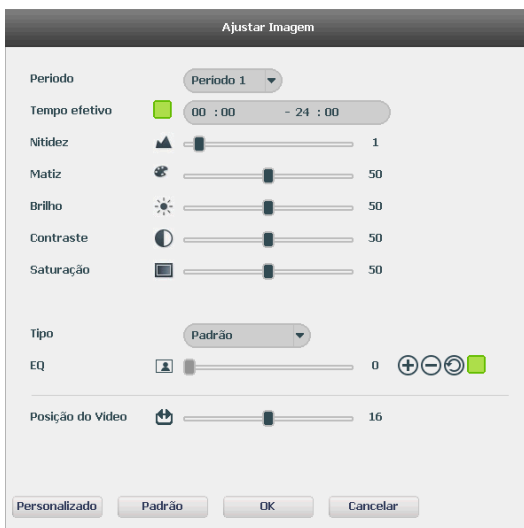 Ajustar Imagem
Periodo Periodo 1
Tempo efetivo 00 : 00 - 24 : 00
Nitidez 1
Matiz 50
Brilho 50
Contraste 50
Saturação 50
Tipo Padrão
EQ 0
Posição do Vídeo 16
Personalizado Padrão OK Cancelar